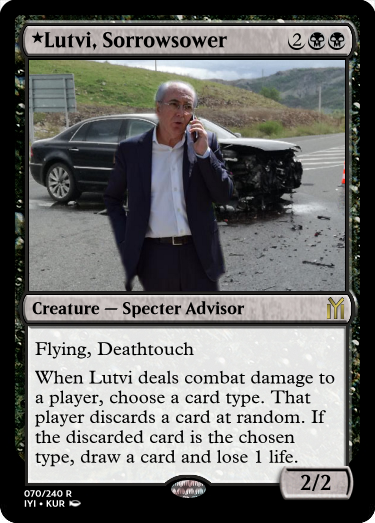 ★Lutvi, Sorrowsower 2
Creature — Specter Advisor
Flying, Deathtouch
When Lutvi deals combat damage to
a player, choose a card type. That
player discards a card at random. If
the discarded card is the chosen
type, draw a card and lose 1 life.
2/2
070/240 R
IYI • KUR